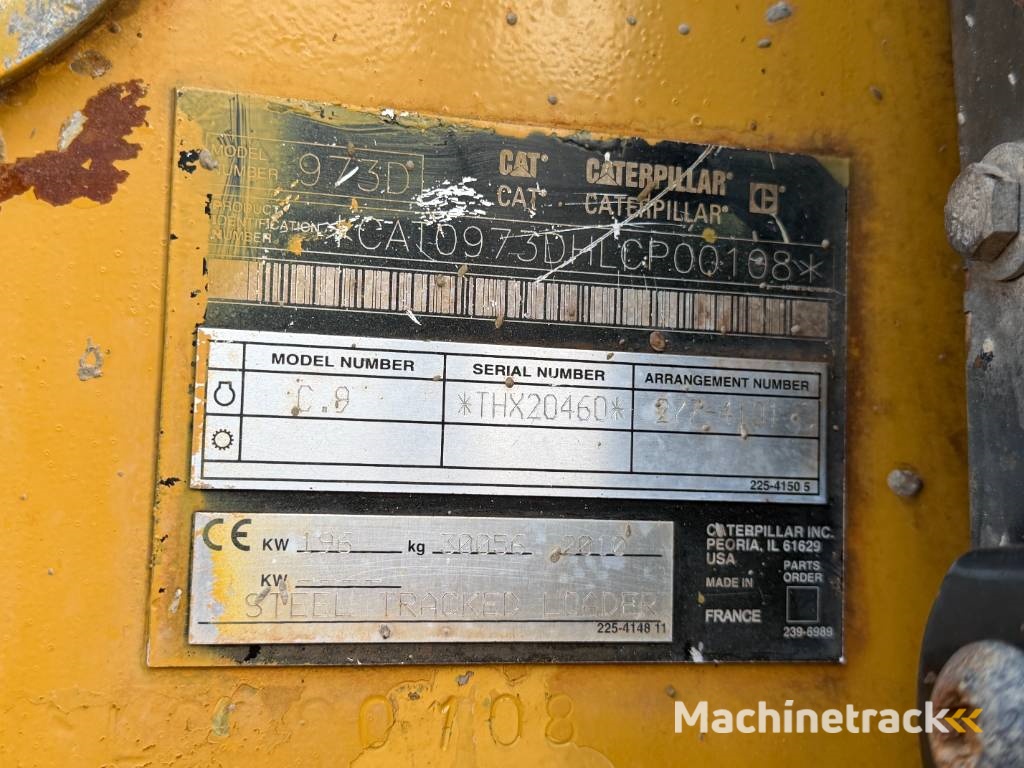 MODEL NUMBER 973D CAT CATERPILLAR
CAT CATERPILLAR
PRODUCT IDENTIFICATION NUMBER *CAT0973DHLCP00108*
MODEL NUMBER SERIAL NUMBER ARRANGEMENT NUMBER
C.9 *THX20460*
225-4150 5
CE KW 196 kg 30056 2010
KW ----
STEEL TRACKED LOADER
225-4148 11
CATERPILLAR INC.
PEORIA, IL 61629
USA
MADE IN
FRANCE
PARTS
ORDER
239-6989
0108
Machinetrack